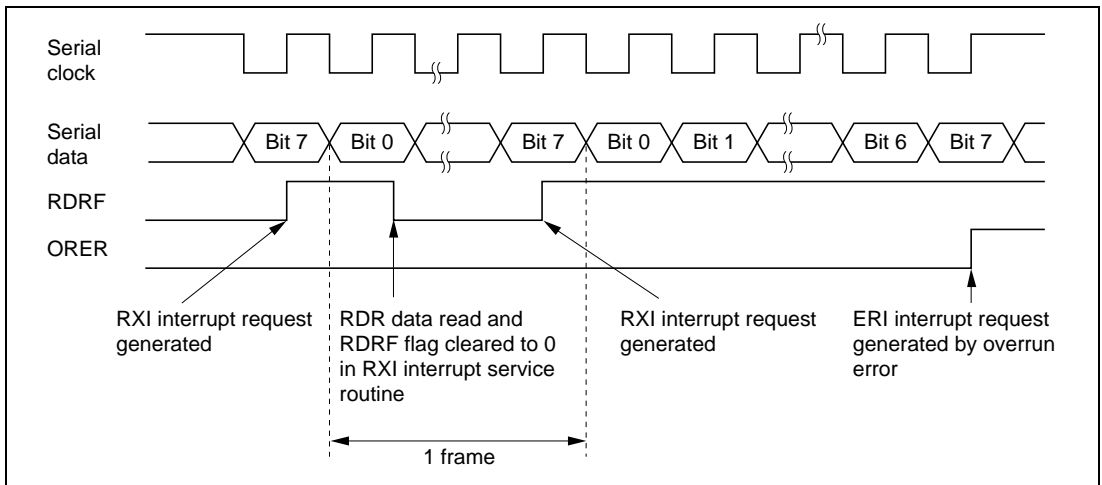 Serial
clock
Serial
data
Bit 7 Bit 0 Bit 7 Bit 0 Bit 1 Bit 6 Bit 7
RDRF
ORER
RXI interrupt request
generated
RDR data read and
RDRF flag cleared to 0
in RXI interrupt service
routine
RXI interrupt request
generated
ERI interrupt request
generated by overrun
error
1 frame